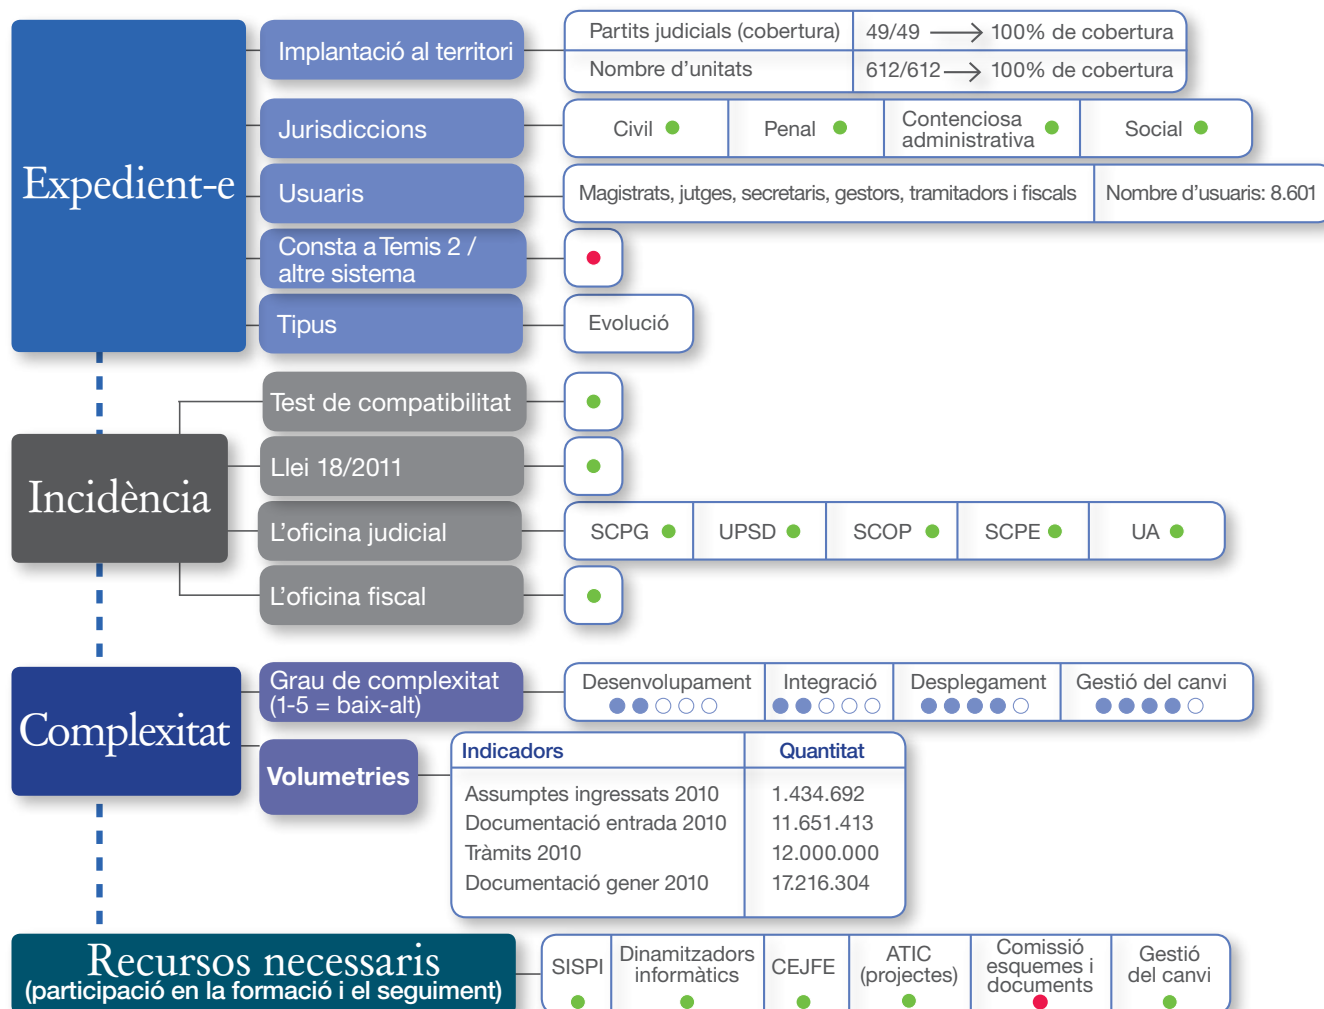 Expedient-e
Implantació al territori
Partits judicials (cobertura) 49/49 → 100% de cobertura
Nombre d'unitats 612/612 → 100% de cobertura
Jurisdiccions
Civil
Penal
Contenciosa
administrativa
Social
Usuaris
Magistrats, jutges, secretaris, gestors, tramitadors i fiscals
Nombre d'usuaris: 8.601
Consta a Temis 2 /
altre sistema
Tipus
Evolució
Incidència
Test de compatibilitat
Llei 18/2011
L'oficina judicial
SCPG
UPSD
SCOP
SCPE
UA
L'oficina fiscal
Complexitat
Grau de complexitat
(1-5 = baix-alt)
Desenvolupament
Integració
Desplegament
Gestió del canvi
Volumetries
Indicadors Quantitat
Assumptes ingressats 2010 1.434.692
Documentació entrada 2010 11.651.413
Tràmits 2010 12.000.000
Documentació gener 2010 17.216.304
Recursos necessaris
(participació en la formació i el seguiment)
SISPI
Dinamitzadors
informàtics
CEJFE
ATIC
(projectes)
Comissió
esquemes i
documents
Gestió
del canvi